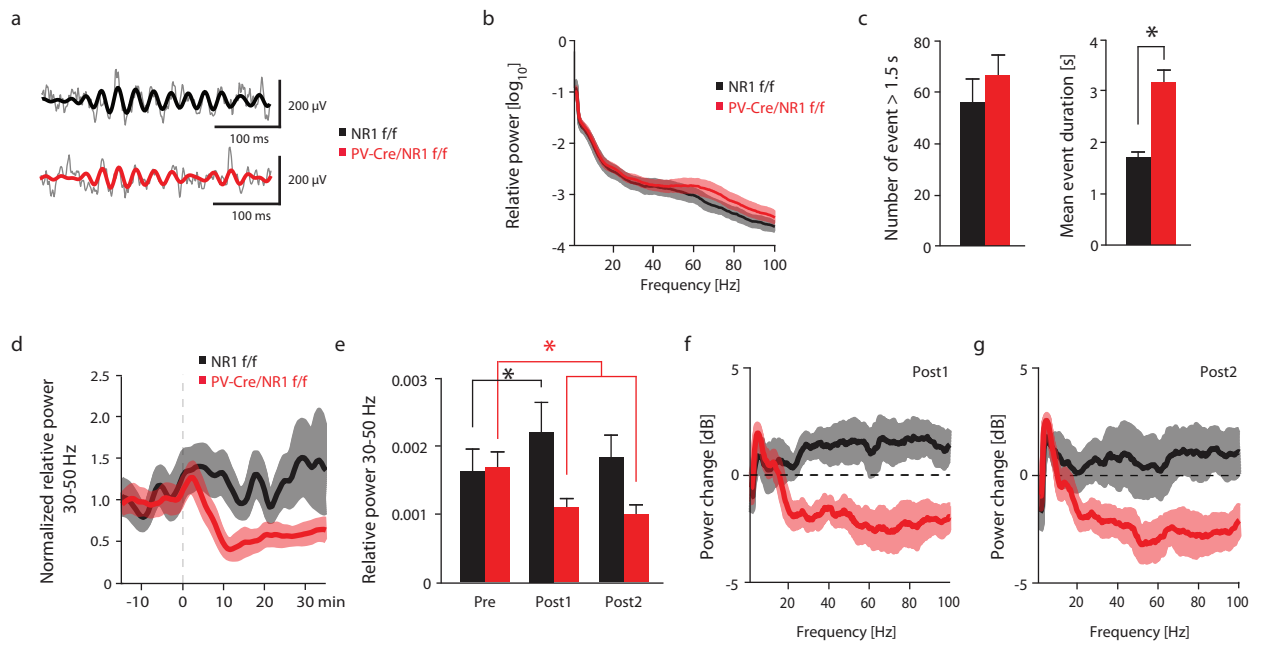 a
200 µV
100 ms
NR1 f/f
PV-Cre/NR1 f/f
200 µV
100 ms
b
Relative power [log10]
0
-1
-2
-3
-4
20 40 60 80 100
Frequency [Hz]
NR1 f/f
PV-Cre/NR1 f/f
c
Number of event > 1.5 s
80
60
40
20
0
Mean event duration [s]
4
3
2
1
0
*
d
Normalized relative power
30-50 Hz
2.5
2.0
1.5
1.0
0.5
0
-10 0 10 20 30 min
NR1 f/f
PV-Cre/NR1 f/f
e
Relative power 30-50 Hz
0.003
0.002
0.001
0
*
*
Pre Post1 Post2
f
Post1
Power change [dB]
5
0
-5
20 40 60 80 100
Frequency [Hz]
g
Post2
Power change [dB]
5
0
-5
20 40 60 80 100
Frequency [Hz]